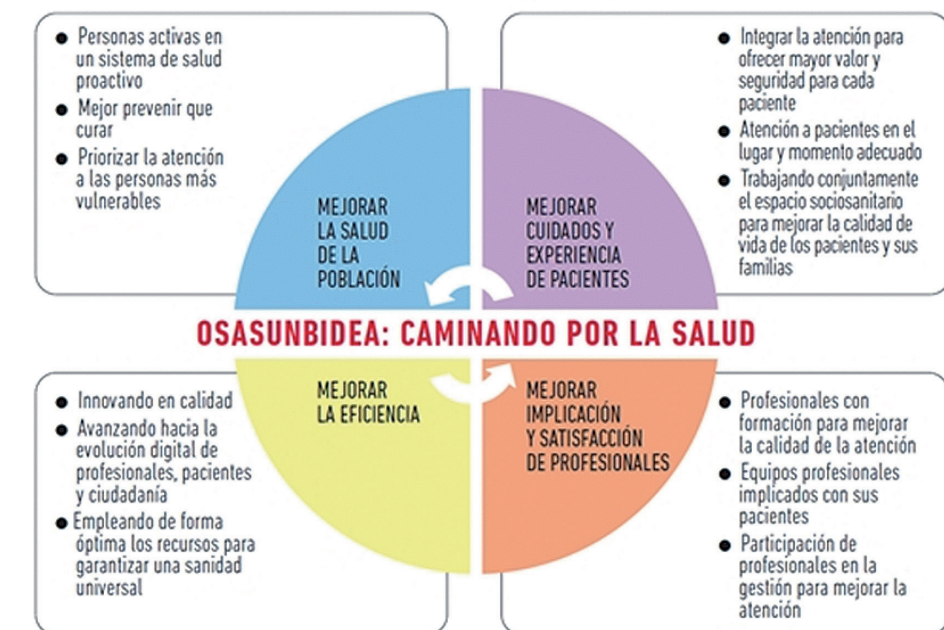 ● Personas activas en
un sistema de salud
proactivo
● Mejor prevenir que
curar
● Priorizar la atención
a las personas más
vulnerables
● Integrar la atención para
ofrecer mayor valor y
seguridad para cada
paciente
● Atención a pacientes en el
lugar y momento adecuado
● Trabajando conjuntamente
el espacio sociosanitario
para mejorar la calidad de
vida de los pacientes y sus
familias
MEJORAR
LA SALUD
DE LA
POBLACIÓN
MEJORAR
CUIDADOS Y
EXPERIENCIA
DE PACIENTES
OSASUNBIDEA: CAMINANDO POR LA SALUD
MEJORAR
LA EFICIENCIA
MEJORAR
IMPLICACIÓN
Y SATISFACCIÓN
DE PROFESIONALES
● Innovando en calidad
● Avanzando hacia la
evolución digital de
profesionales, pacientes
y ciudadanía
● Empleando de forma
óptima los recursos para
garantizar una sanidad
universal
● Profesionales con
formación para mejorar
la calidad de la atención
● Equipos profesionales
implicados con sus
pacientes
● Participación de
profesionales en la
gestión para mejorar la
atención